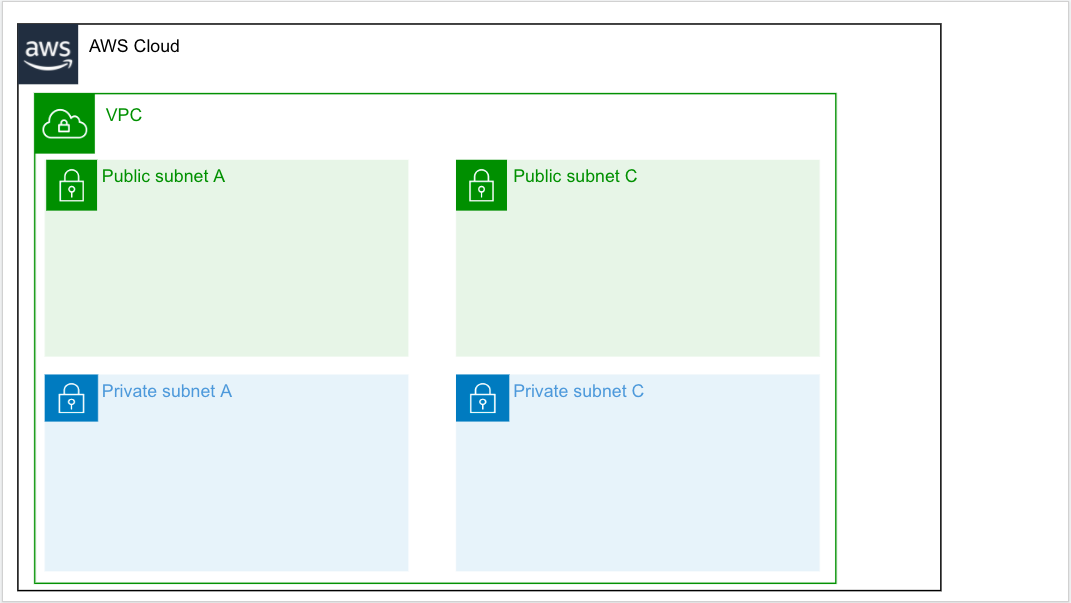 aws
AWS Cloud
VPC
Public subnet A
Public subnet C
Private subnet A
Private subnet C